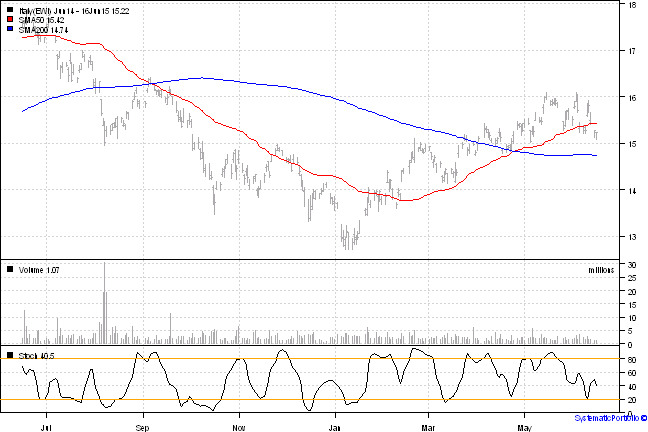 Italy(EWI) Jun14 - 16Jun15 15.22
SMA50 15.42
SMA200 14.74
18
17
16
15
14
13
Volume 1.07
millions
30
25
20
15
10
5
0
Stoch 40.5
80
60
40
20
0
Jul
Sep
Nov
Jan
Mar
May
SystematicPortfolio ©